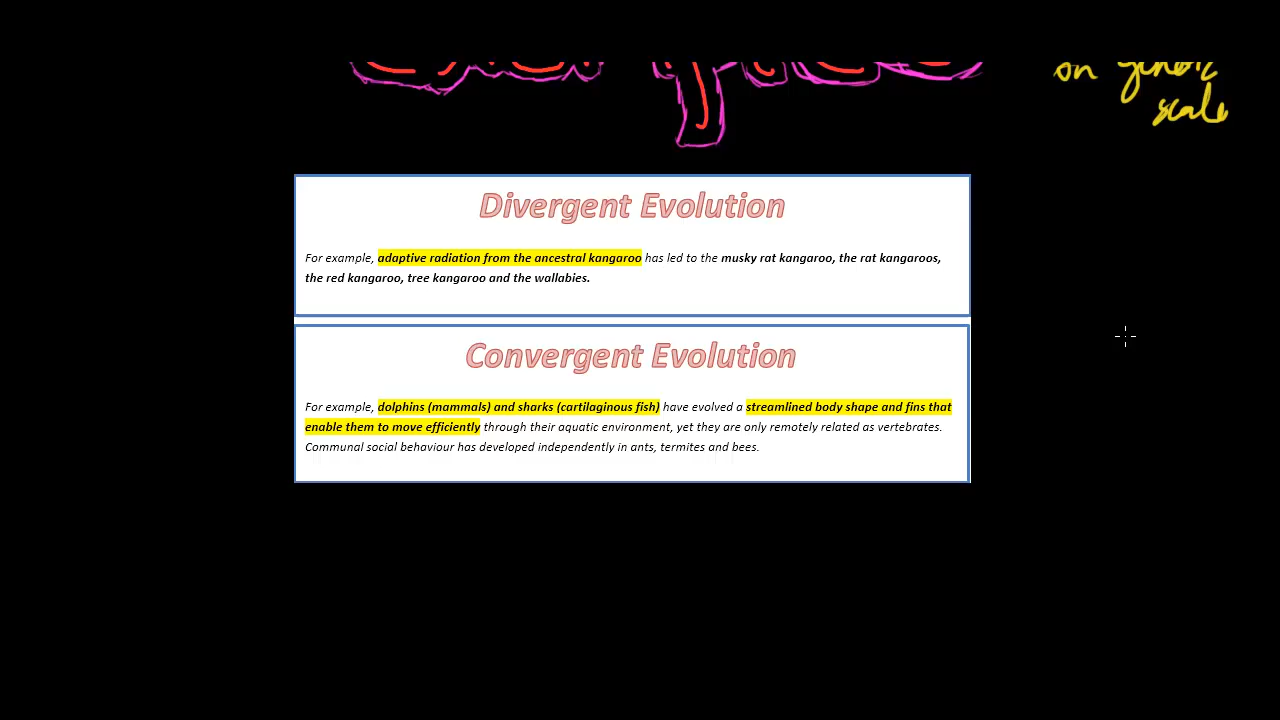 on
scale
Divergent Evolution
For example, adaptive radiation from the ancestral kangaroo has led to the musky rat kangaroo, the rat kangaroos,
the red kangaroo, tree kangaroo and the wallabies.
Convergent Evolution
For example, dolphins (mammals) and sharks (cartilaginous fish) have evolved a streamlined body shape and fins that
enable them to move efficiently through their aquatic environment, yet they are only remotely related as vertebrates.
Communal social behaviour has developed independently in ants, termites and bees.